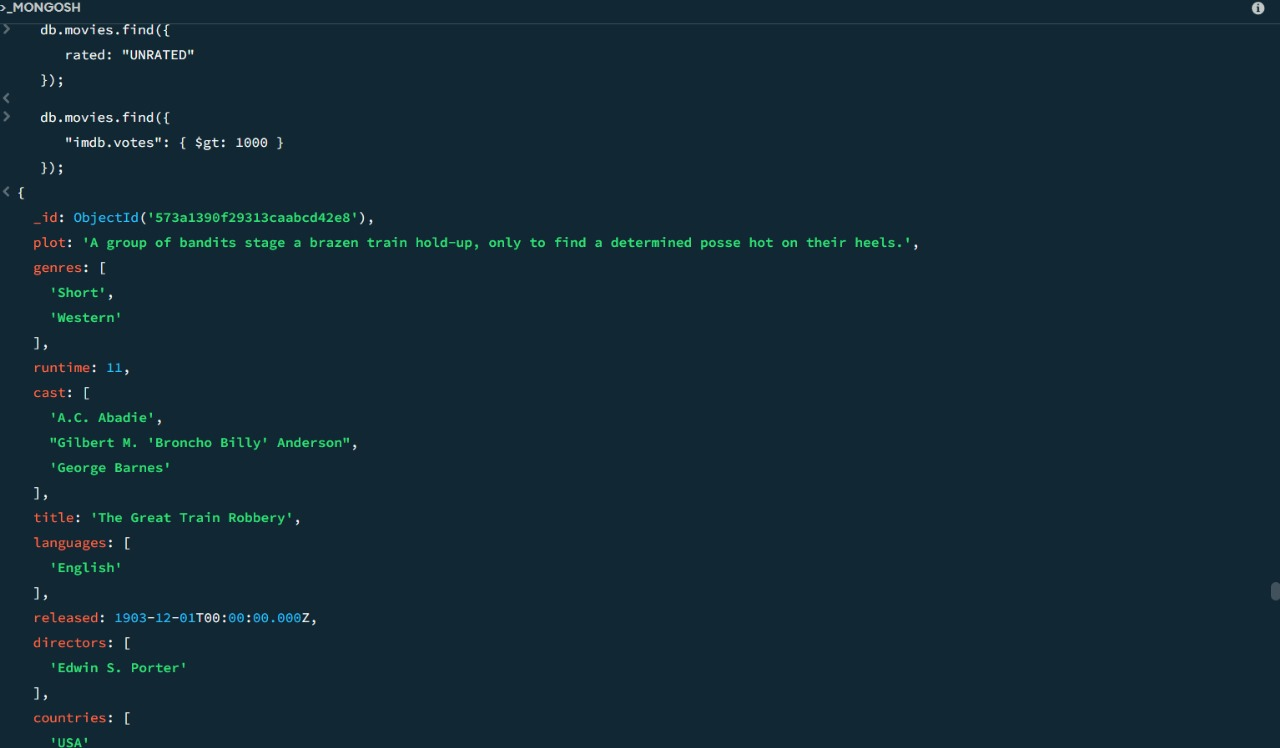 >_MONGOSH
> db.movies.find({
rated: "UNRATED"
});
<
> db.movies.find({
"imdb.votes": { $gt: 1000 }
});
< {
_id: ObjectId('573a1390f29313caabcd42e8'),
plot: 'A group of bandits stage a brazen train hold-up, only to find a determined posse hot on their heels.',
genres: [
'Short',
'Western'
],
runtime: 11,
cast: [
'A.C. Abadie',
"Gilbert M. 'Broncho Billy' Anderson",
'George Barnes'
],
title: 'The Great Train Robbery',
languages: [
'English'
],
released: 1903-12-01T00:00:00.000Z,
directors: [
'Edwin S. Porter'
],
countries: [
'USA'